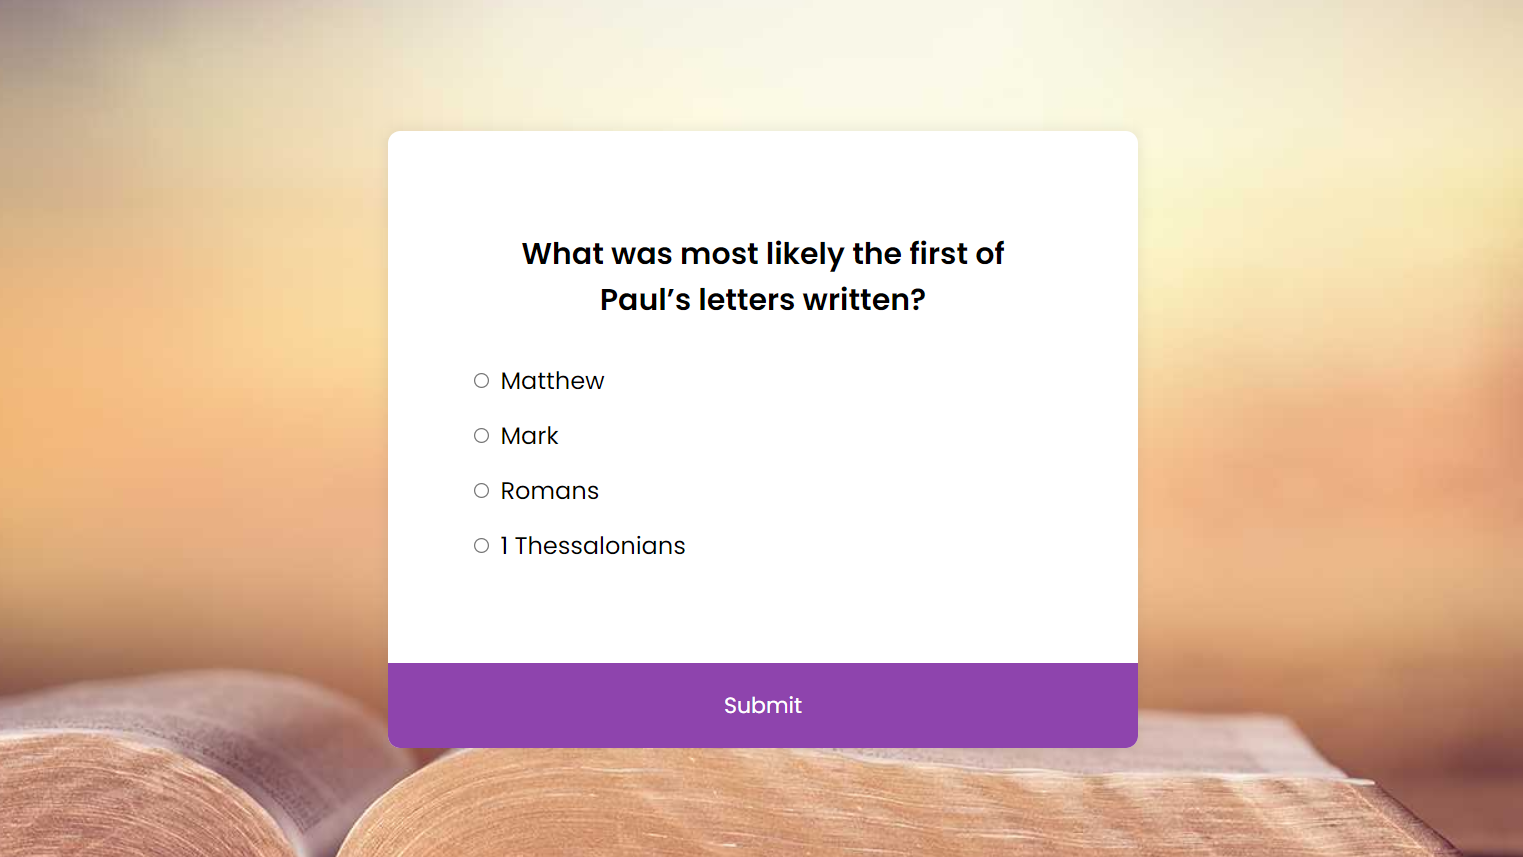 What was most likely the first of
Paul’s letters written?
Matthew
Mark
Romans
1 Thessalonians
Submit